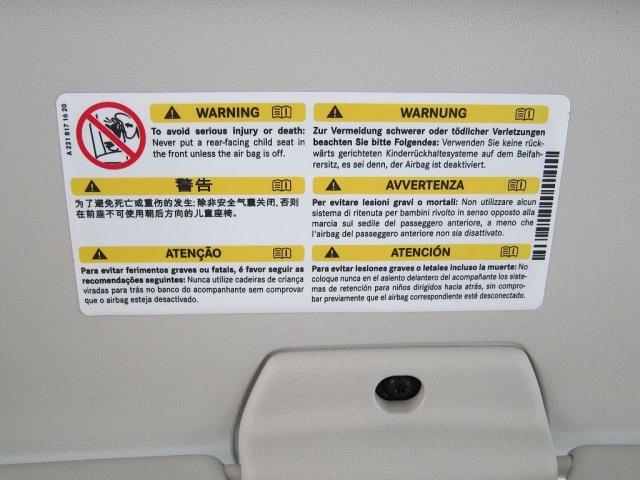 A 221 817 16 20
WARNING
To avoid serious injury or death:
Never put a rear-facing child seat in
the front unless the air bag is off.
WARNUNG
Zur Vermeidung schwerer oder tödlicher Verletzungen
beachten Sie bitte Folgendes: Verwenden Sie keine rück-
wärts gerichteten Kinderrückhaltesysteme auf dem Beifah-
rersitz, es sei denn, der Airbag ist deaktiviert.
警告
为了避免死亡或重伤的发生: 除非安全气囊关闭, 否则
在前座不可使用朝后方向的儿童座椅。
AVVERTENZA
Per evitare lesioni gravi o mortali: Non utilizzare alcun
sistema di ritenuta per bambini rivolto in senso opposto alla
marcia sul sedile del passeggero anteriore, a meno che
l'airbag del passeggero anteriore non sia disattivato.
ATENÇÃO
Para evitar ferimentos graves ou fatais, é favor seguir as
recomendações seguintes: Nunca utilize cadeiras de criança
viradas para trás no banco do acompanhante sem comprovar
que o airbag esteja desactivado.
ATENCIÓN
Para evitar lesiones graves o letales incluso la muerte: No
coloque nunca en el asiento delantero del acompañante los siste-
mas de retención para niños dirigidos hacia atrás, sin compro-
bar previamente que el airbag correspondiente esté desconectado.